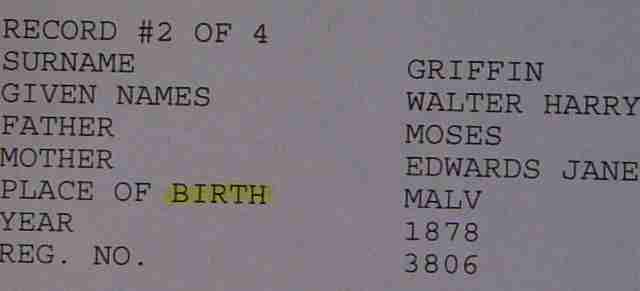 RECORD #2 OF 4
SURNAME GRIFFIN
GIVEN NAMES WALTER HARRY
FATHER MOSES
MOTHER EDWARDS JANE
PLACE OF BIRTH MALV
YEAR 1878
REG. NO. 3806